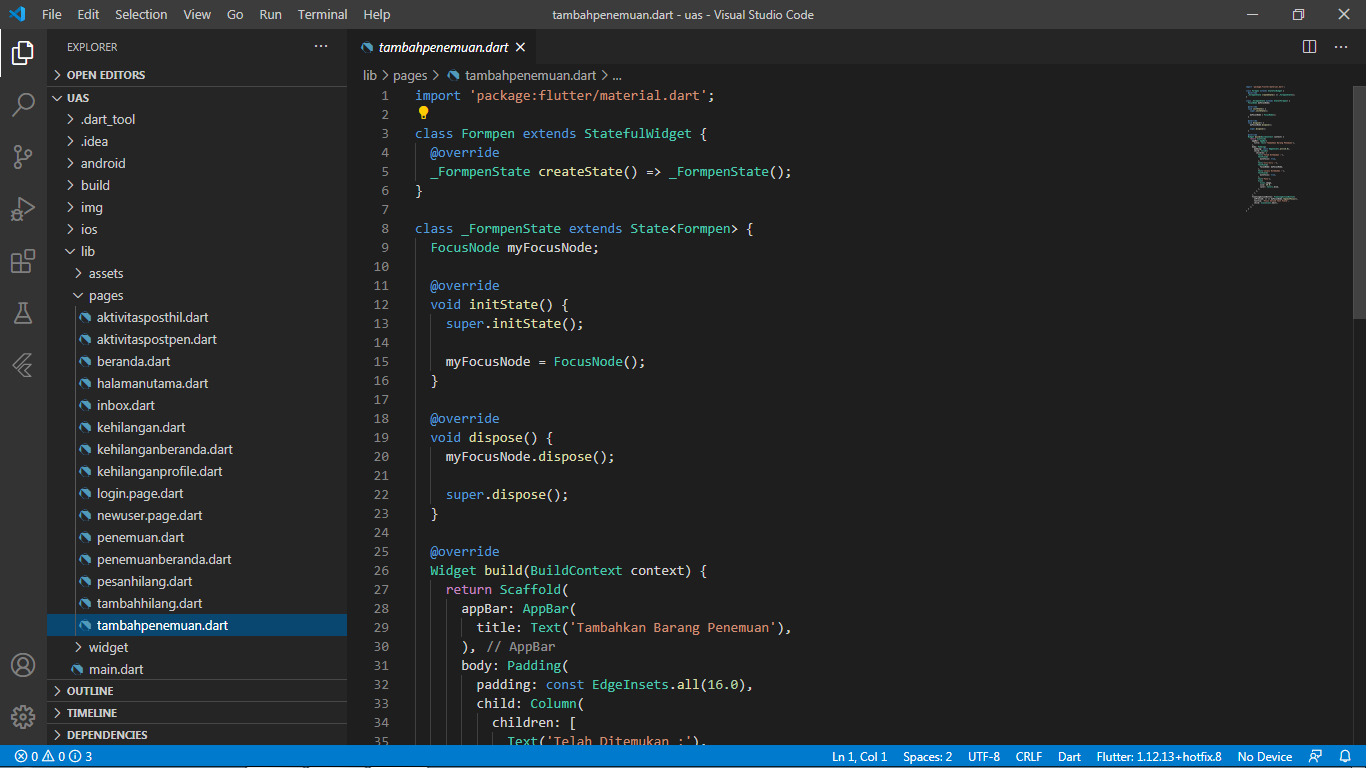 File Edit Selection View Go Run Terminal Help
tambahpenemuan.dart - uas - Visual Studio Code
EXPLORER
OPEN EDITORS
UAS
.dart_tool
.idea
android
build
img
ios
lib
assets
pages
aktivitasposthil.dart
aktivitaspostpen.dart
beranda.dart
halamanutama.dart
inbox.dart
kehilangan.dart
kehilanganberanda.dart
kehilanganprofile.dart
login.page.dart
newuser.page.dart
penemuan.dart
penemuanberanda.dart
pesanhilang.dart
tambahhilang.dart
tambahpenemuan.dart
widget
main.dart
OUTLINE
TIMELINE
DEPENDENCIES
tambahpenemuan.dart
lib > pages > tambahpenemuan.dart > ...
1 import 'package:flutter/material.dart';
2
3 class Formpen extends StatefulWidget {
4 @override
5 _FormpenState createState() => _FormpenState();
6 }
7
8 class _FormpenState extends State<Formpen> {
9 FocusNode myFocusNode;
10
11 @override
12 void initState() {
13 super.initState();
14
15 myFocusNode = FocusNode();
16 }
17
18 @override
19 void dispose() {
20 myFocusNode.dispose();
21
22 super.dispose();
23 }
24
25 @override
26 Widget build(BuildContext context) {
27 return Scaffold(
28 appBar: AppBar(
29 title: Text('Tambahkan Barang Penemuan'),
30 ), // AppBar
31 body: Padding(
32 padding: const EdgeInsets.all(16.0),
33 child: Column(
34 children: [
35 Text('Telah Ditemukan :'),
0 0 3
Ln 1, Col 1 Spaces: 2 UTF-8 CRLF Dart Flutter: 1.12.13+hotfix.8 No Device